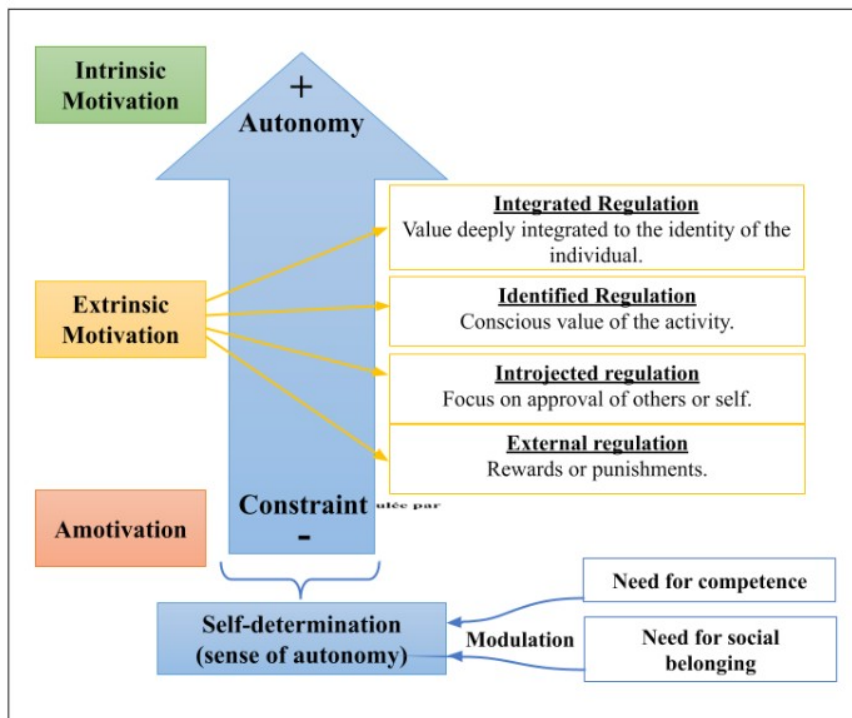 Intrinsic
Motivation
+
Autonomy
Integrated Regulation
Value deeply integrated to the identity of the
individual.
Extrinsic
Motivation
Identified Regulation
Conscious value of the activity.
Introjected regulation
Focus on approval of others or self.
External regulation
Rewards or punishments.
Amotivation
Constraint
ulée par
-
Self-determination
(sense of autonomy)
Modulation
Need for competence
Need for social
belonging